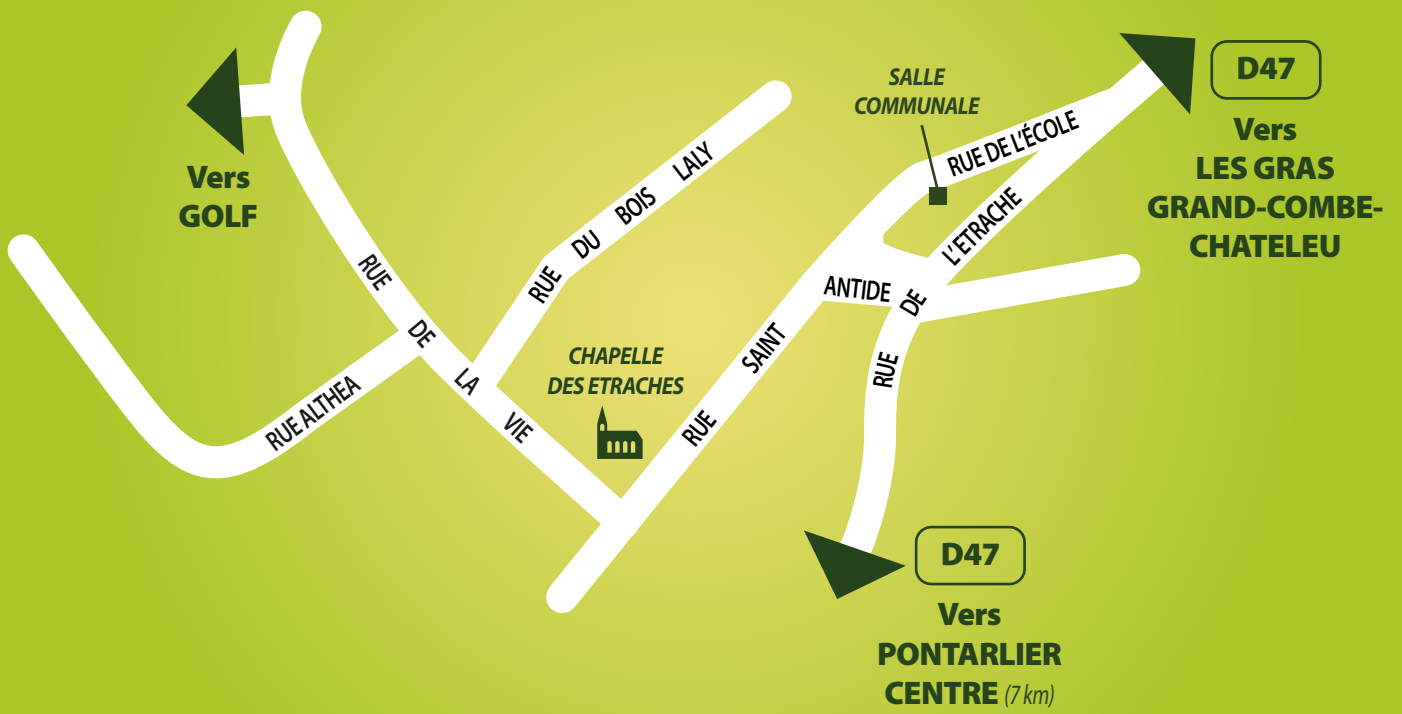 SALLE
COMMUNALE
D47
Vers
LES GRAS
GRAND-COMBE-
CHATELEU
Vers
GOLF
RUE DE L'ÉCOLE
RUE DU BOIS LALY
RUE DE L'ETRACHE
RUE SAINT ANTIDE
RUE DE LA VIE
RUE ALTHEA
CHAPELLE
DES ETRACHES
D47
Vers
PONTARLIER
CENTRE (7 km)